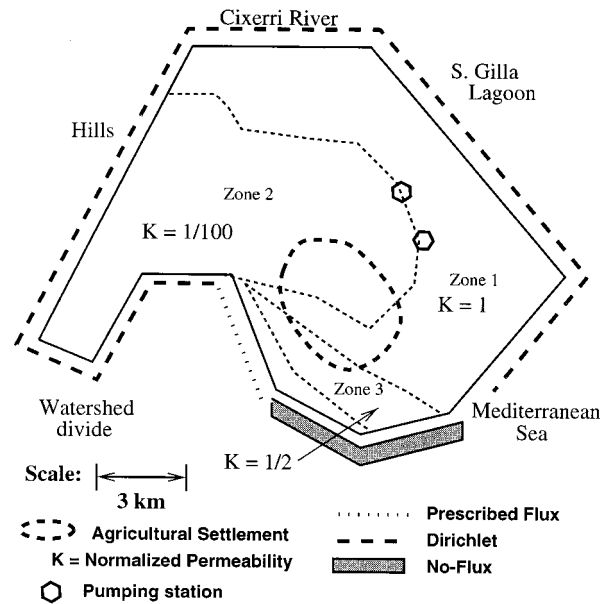 Cixerri River
S. Gilla
Lagoon
Hills
Zone 2
K = 1/100
Zone 1
K = 1
Zone 3
Watershed
divide
Mediterranean
Sea
K = 1/2
Scale:
3 km
Prescribed Flux
Agricultural Settlement
Dirichlet
K = Normalized Permeability
No-Flux
Pumping station